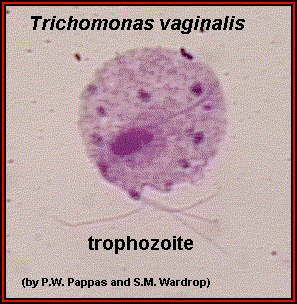 Trichomonas vaginalis
trophozoite
(by P.W. Pappas and S.M. Wardrop)